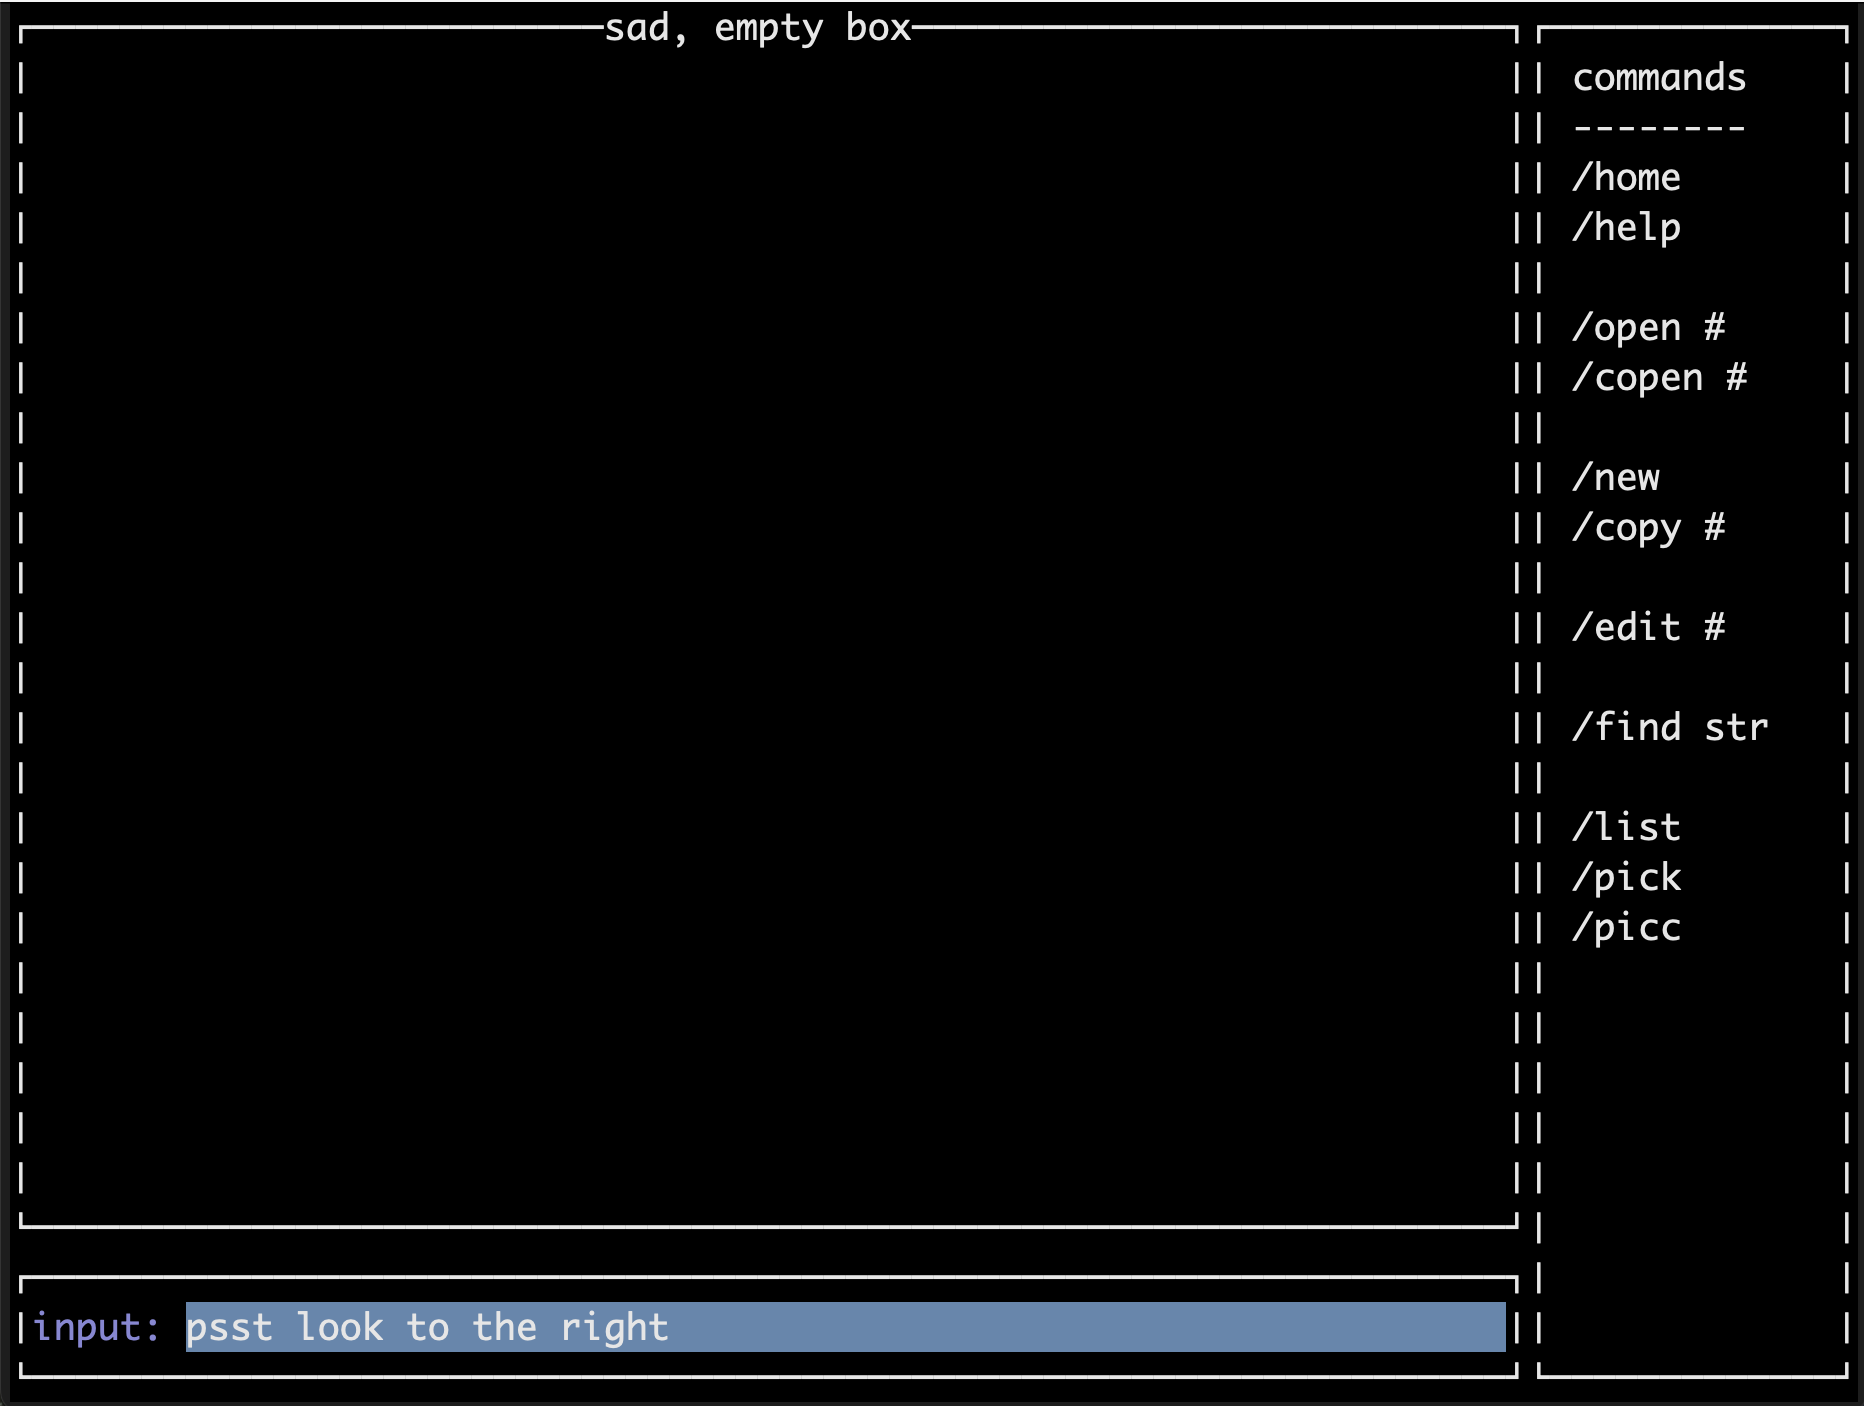 sad, empty box
commands
--------
/home
/help
/open #
/copen #
/new
/copy #
/edit #
/find str
/list
/pick
/picc
input: psst look to the right